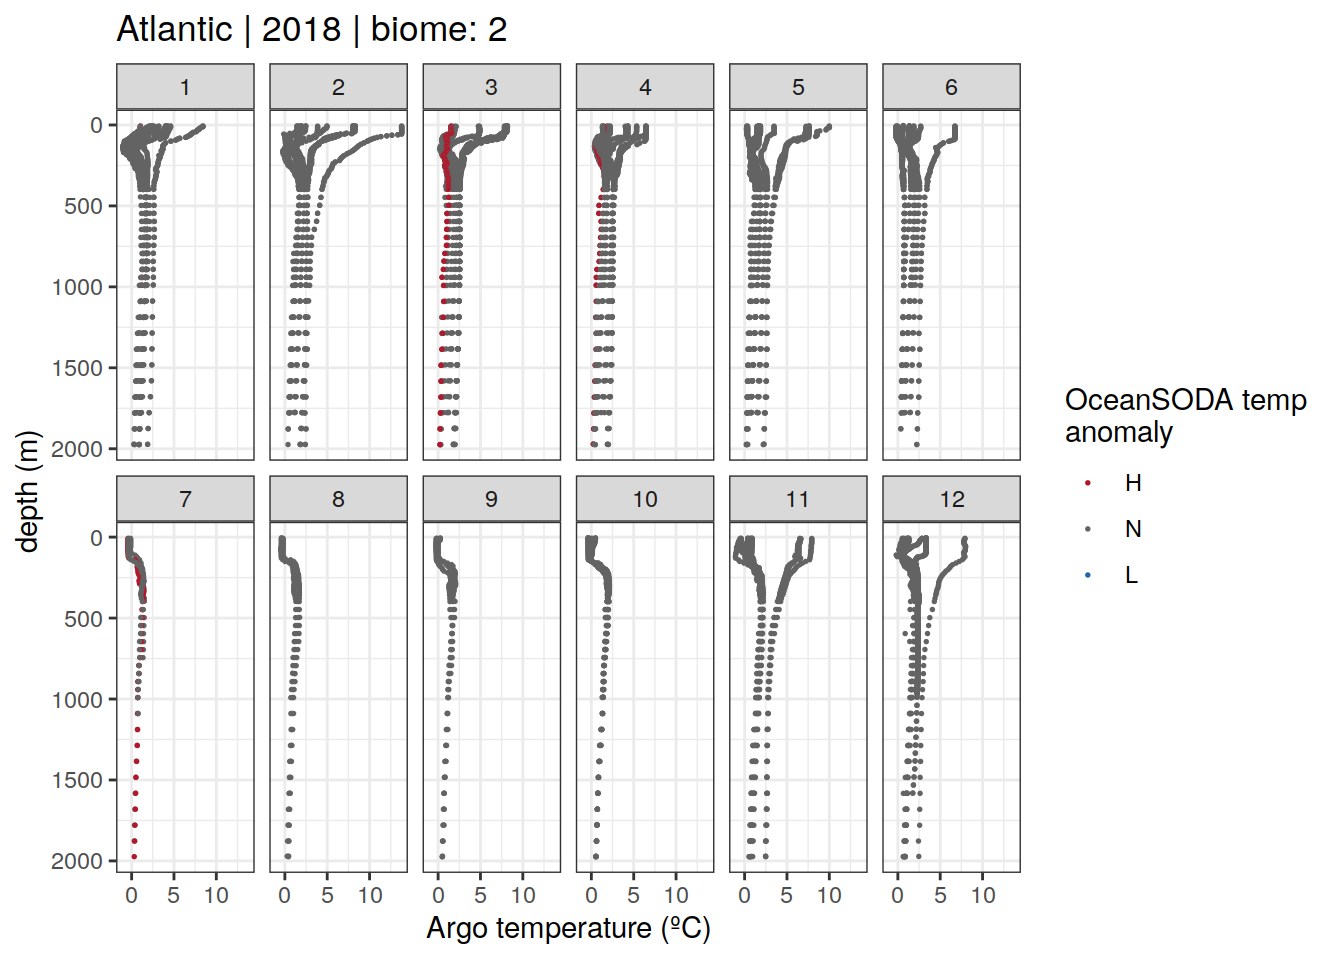 Atlantic | 2018 | biome: 2
1 2 3 4 5 6
0
500
1000
1500
2000
7 8 9 10 11 12
0
500
1000
1500
2000
0 5 10 0 5 10 0 5 10 0 5 10 0 5 10 0 5 10
Argo temperature (ºC)
depth (m)
OceanSODA temp
anomaly
H
N
L